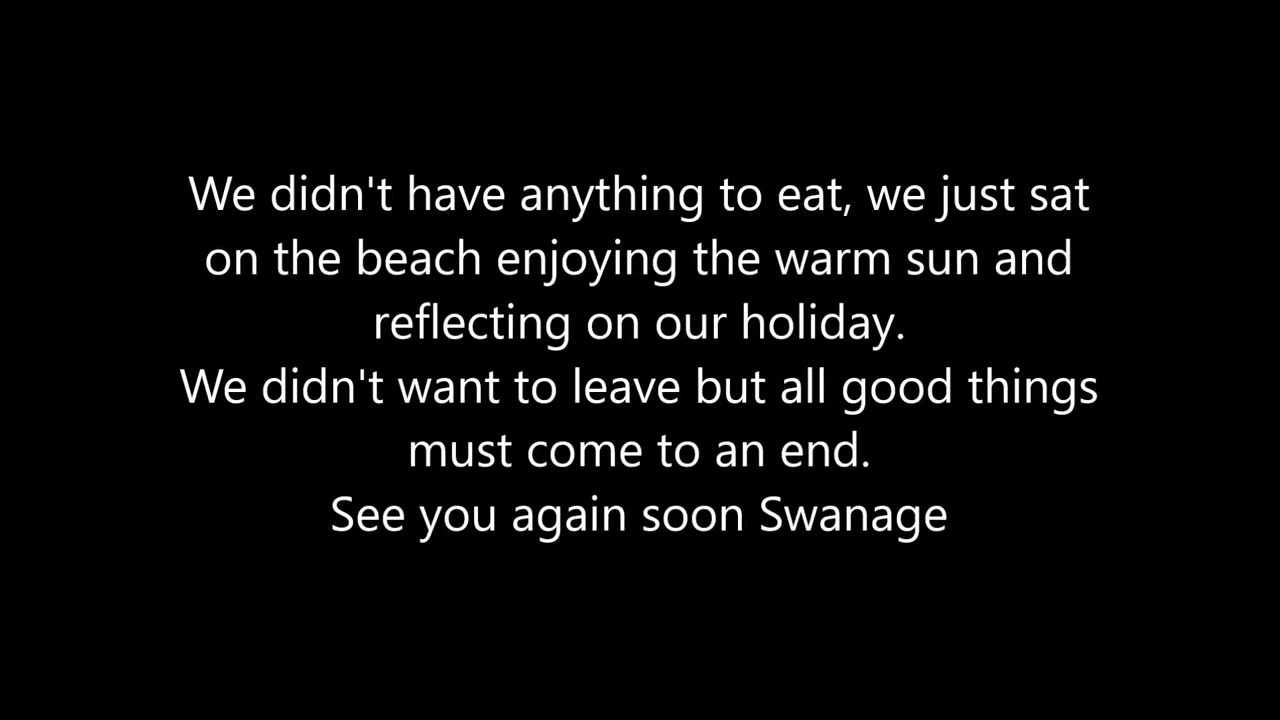 We didn't have anything to eat, we just sat
on the beach enjoying the warm sun and
reflecting on our holiday.
We didn't want to leave but all good things
must come to an end.
See you again soon Swanage